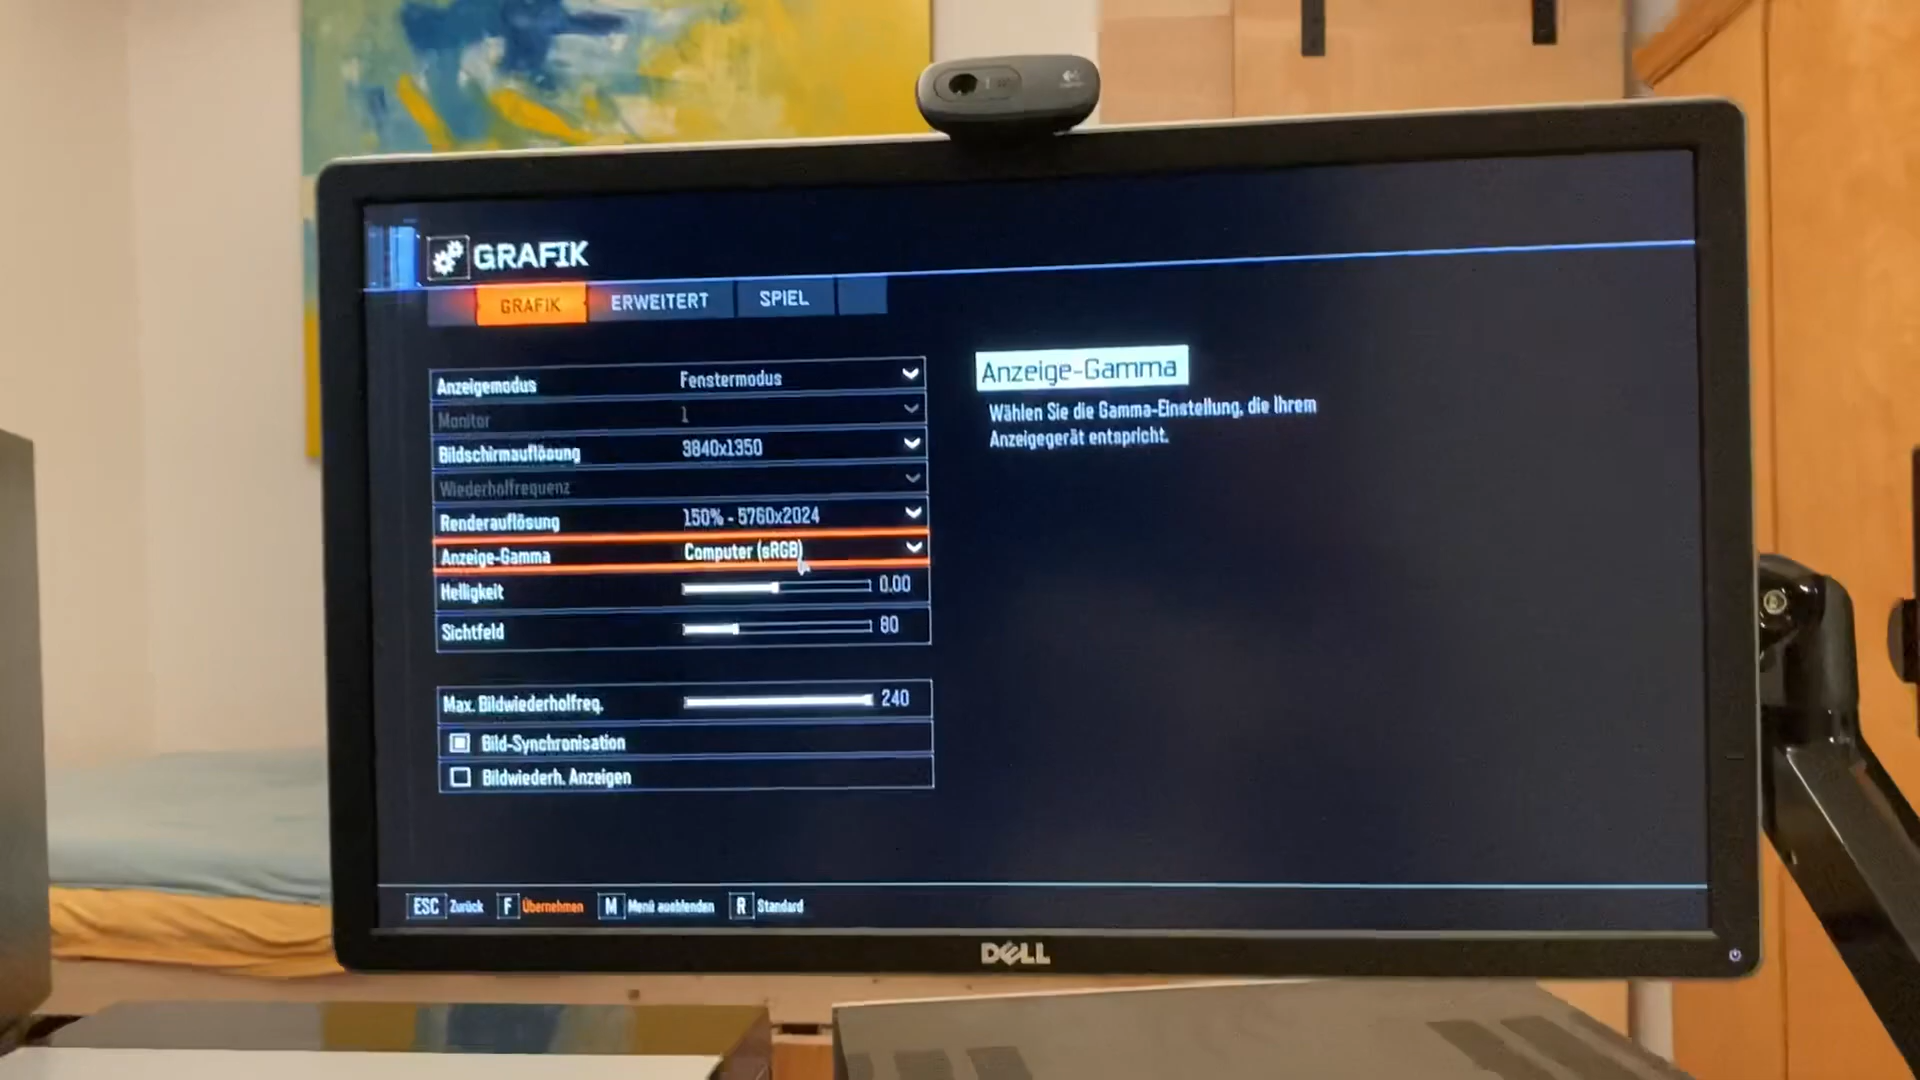 GRAFIK
GRAFIK ERWEITERT SPIEL
Anzeigemodus Fenstermodus
Monitor 1
Bildschirmauflösung 3840x1350
Wiederholfrequenz
Renderauflösung 150% - 5760x2024
Anzeige-Gamma Computer (sRGB)
Helligkeit 0.00
Sichtfeld 80
Max. Bildwiederholfreq. 240
Bild-Synchronisation
Bildwiederh. Anzeigen
Anzeige-Gamma
Wählen Sie die Gamma-Einstellung, die Ihrem
Anzeigegerät entspricht.
ESC Zurück F Übernehmen M Menü ausblenden R Standard
DELL